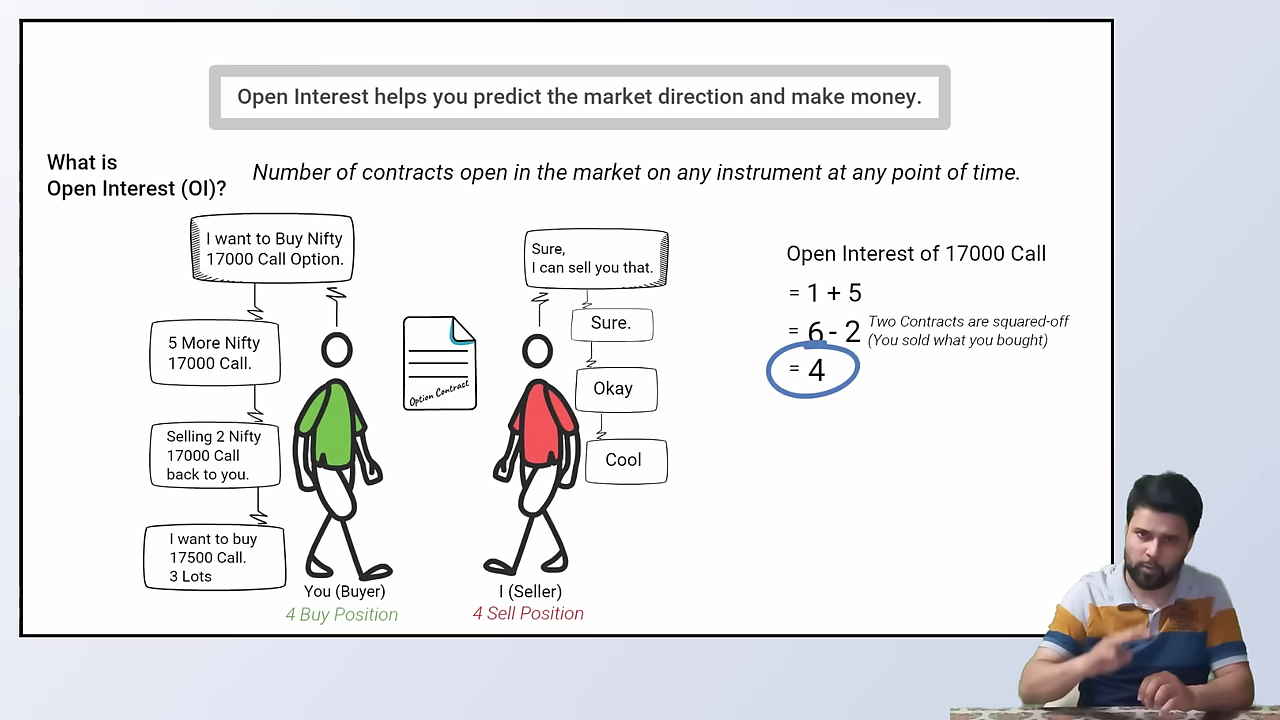 Open Interest helps you predict the market direction and make money.
What is
Open Interest (OI)?
Number of contracts open in the market on any instrument at any point of time.
I want to Buy Nifty
17000 Call Option.
Sure,
I can sell you that.
5 More Nifty
17000 Call.
Sure.
Selling 2 Nifty
17000 Call
back to you.
Okay
I want to buy
17500 Call.
3 Lots
Cool
Option Contract
You (Buyer)
4 Buy Position
I (Seller)
4 Sell Position
Open Interest of 17000 Call
= 1 + 5
= 6 - 2 Two Contracts are squared-off
(You sold what you bought)
= 4